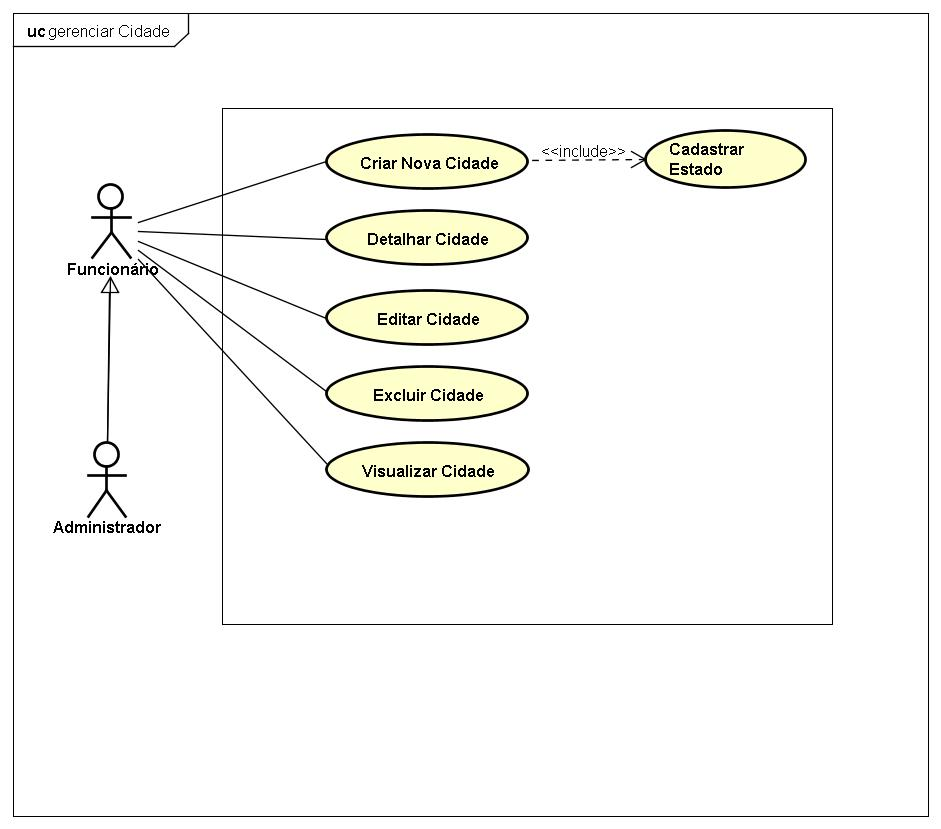 uc gerenciar Cidade
Criar Nova Cidade
<<include>>
Cadastrar
Estado
Detalhar Cidade
Funcionário
Editar Cidade
Excluir Cidade
Visualizar Cidade
Administrador